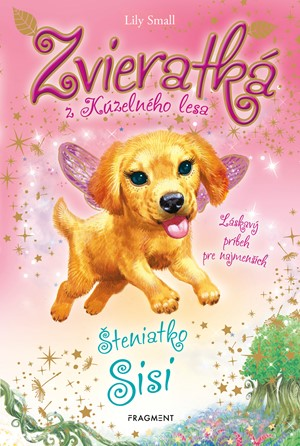 Lily Small
Zvieratká
z Kúzelného lesa
Láskavý
príbeh
pre najmenších
Šteniatko
Sisi
FRAGMENT